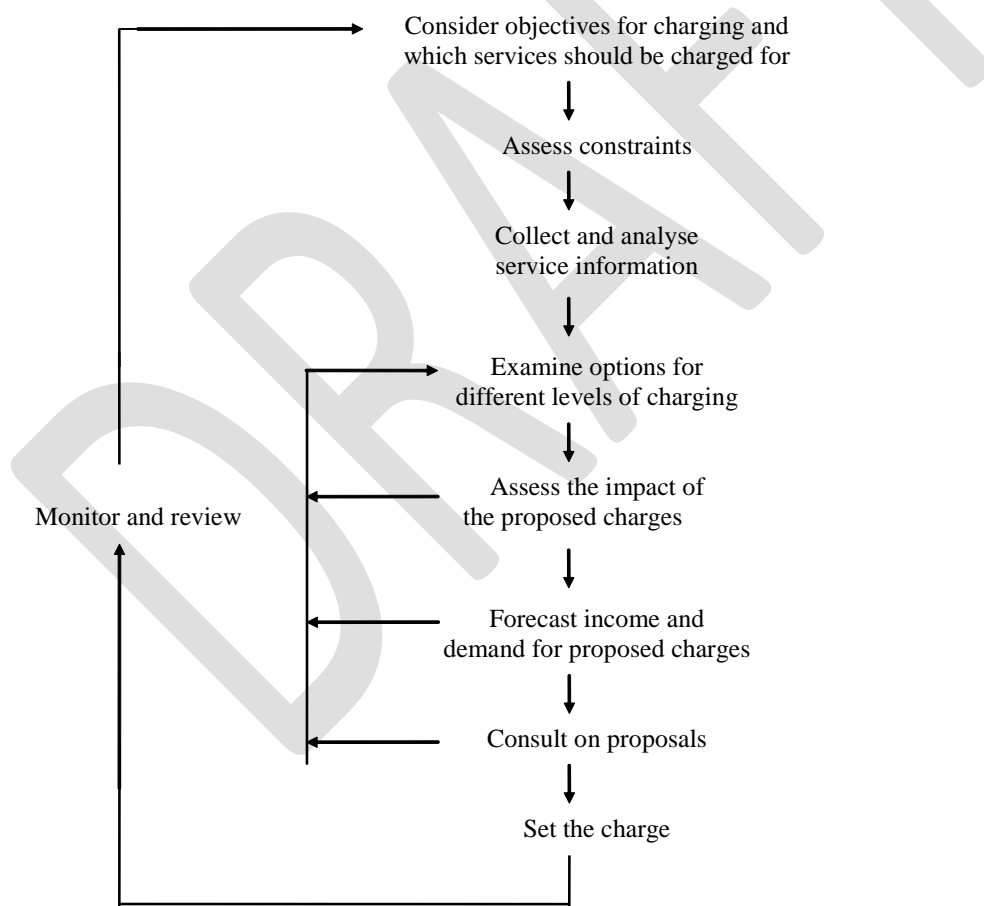 Consider objectives for charging and
which services should be charged for
Assess constraints
Collect and analyse
service information
Examine options for
different levels of charging
Assess the impact of
the proposed charges
Monitor and review
Forecast income and
demand for proposed charges
Consult on proposals
Set the charge
DRAF